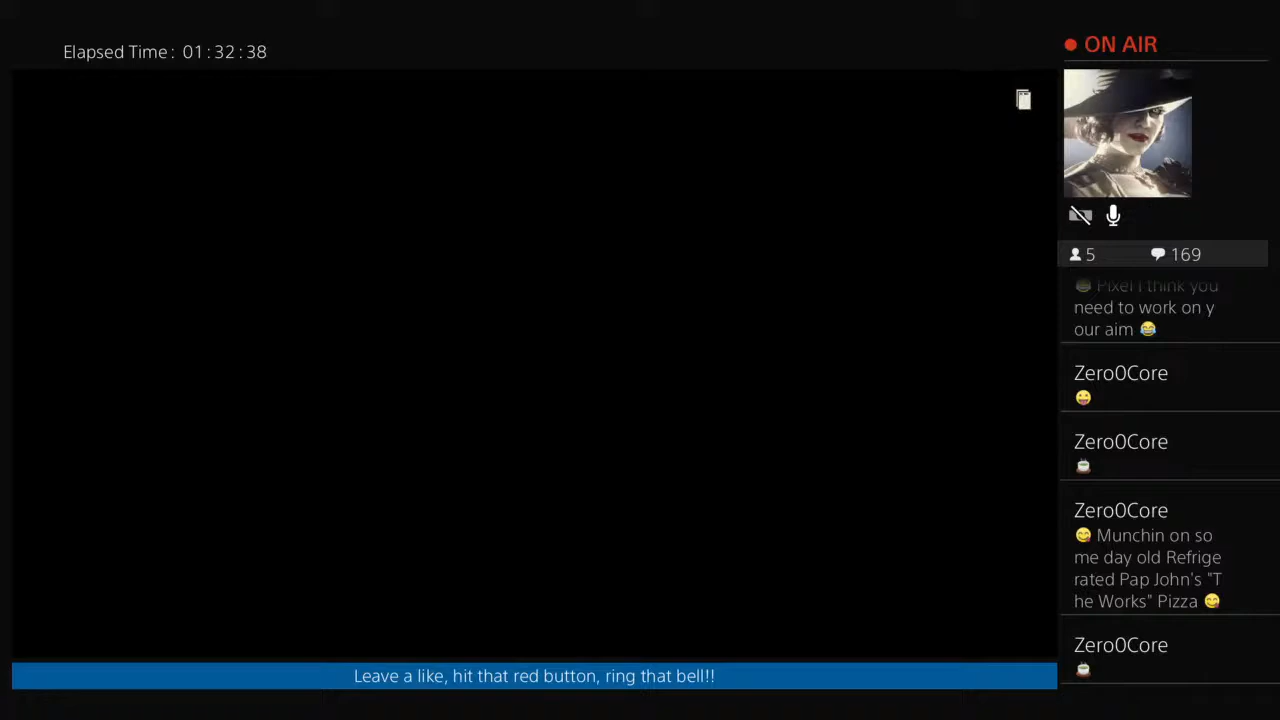 Elapsed Time: 01:32:38
ON AIR
5 169
Pixel I think you
need to work on y
our aim 😂
Zero0Core
😜
Zero0Core
🍵
Zero0Core
😋 Munchin on so
me day old Refrige
rated Pap John's "T
he Works" Pizza 😋
Zero0Core
🍵
Leave a like, hit that red button, ring that bell!!